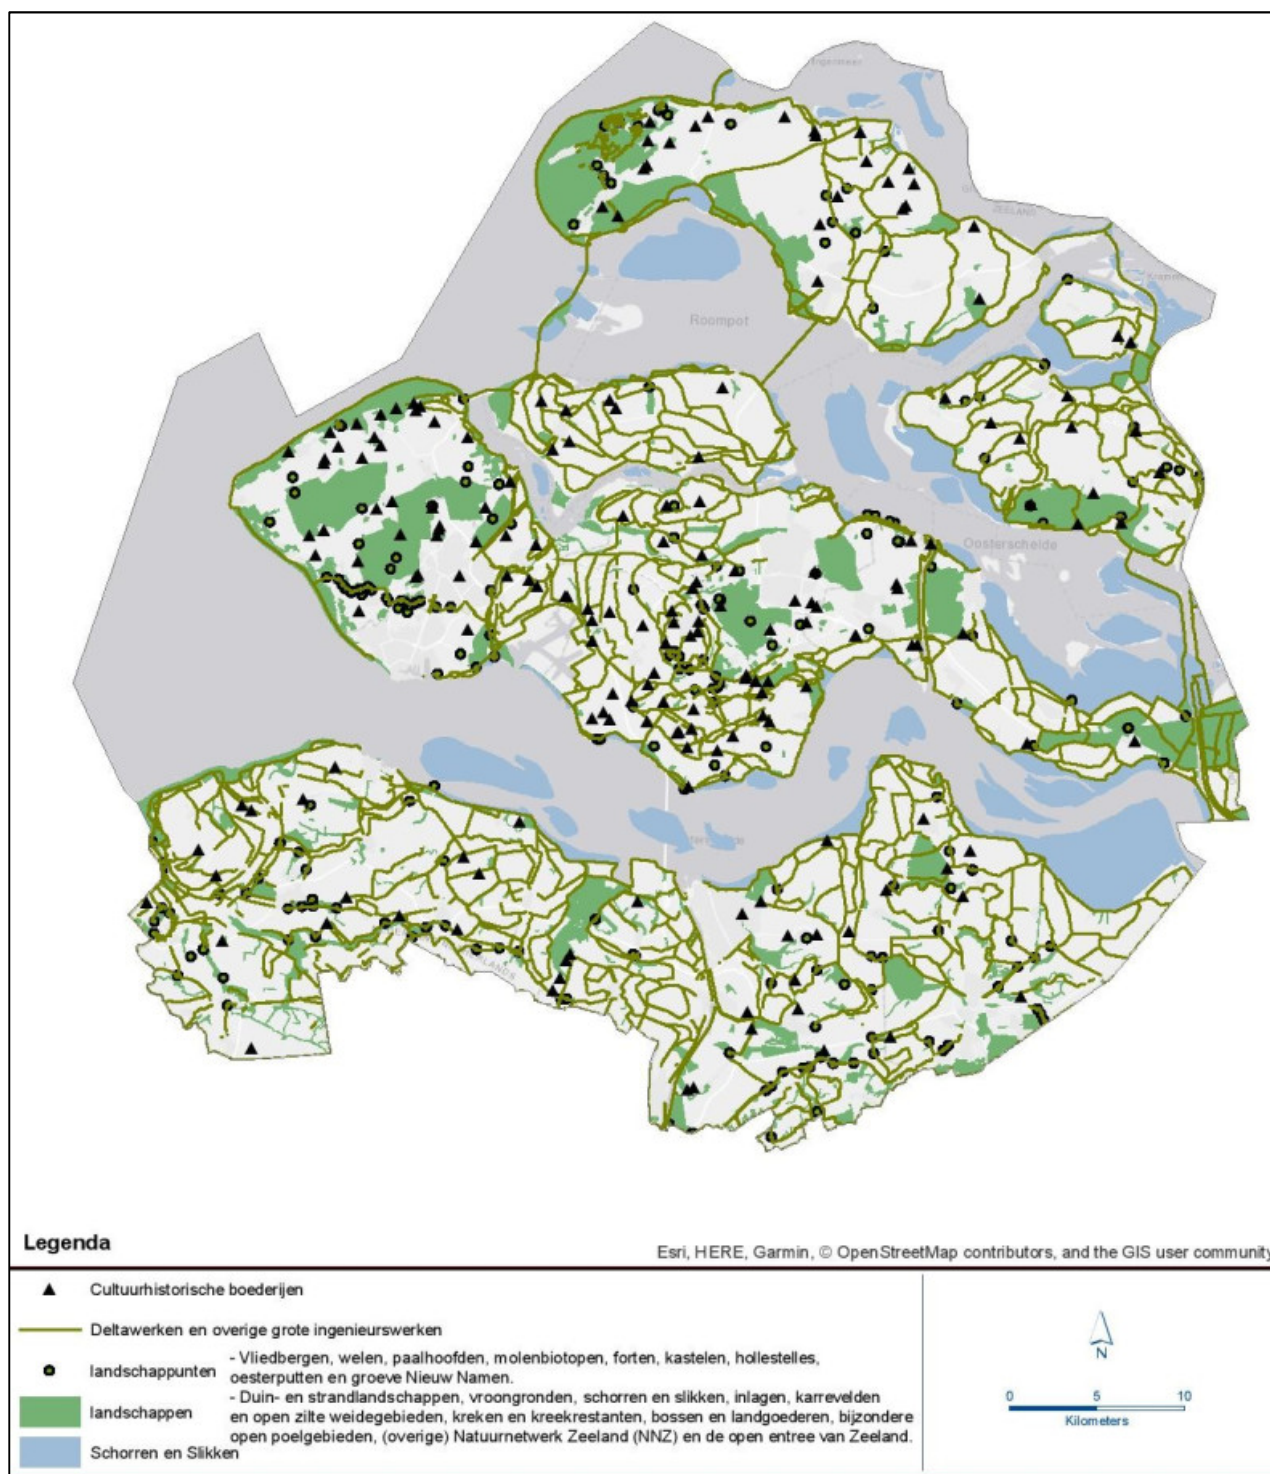 ZEELAND
Roompot
Oosterschelde
Legenda
Esri, HERE, Garmin, © OpenStreetMap contributors, and the GIS user community
Cultuurhistorische boerderijen
Deltawerken en overige grote ingenieurswerken
landschappunten - Vliedbergen, welen, paalhoofden, molenbiotopen, forten, kastelen, hollestelles,
oesterputten en groeve Nieuw Namen.
landschappen - Duin- en strandlandschappen, vroongronden, schorren en slikken, inlagen, karrevelden
en open zilte weidegebieden, kreken en kreekrestanten, bossen en landgoederen, bijzondere
open poelgebieden, (overige) Natuurnetwerk Zeeland (NNZ) en de open entree van Zeeland.
Schorren en Slikken
N
0 5 10
Kilometers